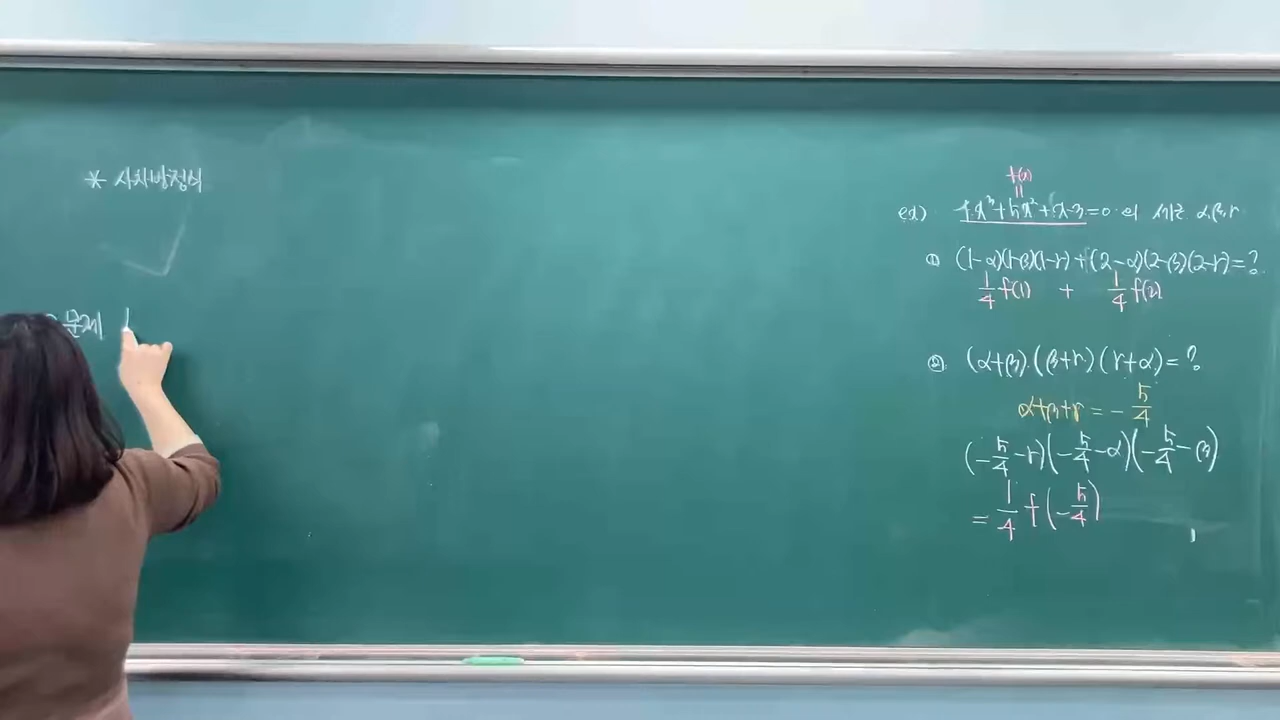 * 사차방정식
문제 1
f(x)
=
ex) 4x³+5x²+x-3=0의 세근 α,β,r
① (1-α)(1-β)(1-r)+(2-α)(2-β)(2-r)=?
1/4 f(1) + 1/4 f(2)
② (α+β)(β+r)(r+α)=?
α+β+r=-5/4
(-5/4-r)(-5/4-α)(-5/4-β)
=1/4 f(-5/4)